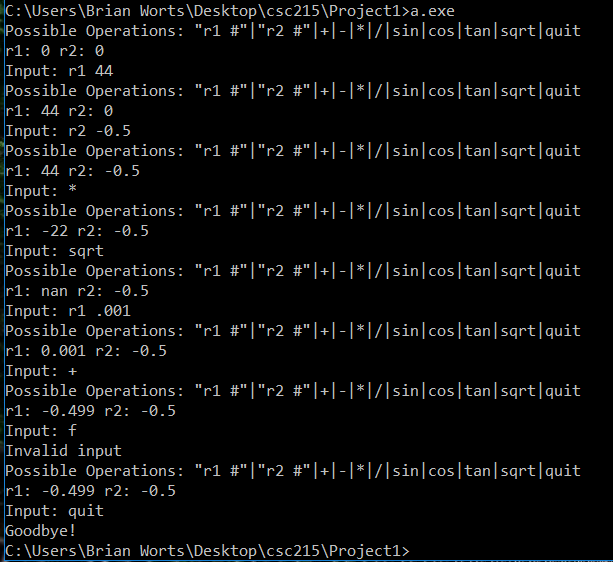 C:\Users\Brian Worts\Desktop\csc215\Project1>a.exe
Possible Operations: "r1 #"|"r2 #"|+|-|*|/|sin|cos|tan|sqrt|quit
r1: 0 r2: 0
Input: r1 44
Possible Operations: "r1 #"|"r2 #"|+|-|*|/|sin|cos|tan|sqrt|quit
r1: 44 r2: 0
Input: r2 -0.5
Possible Operations: "r1 #"|"r2 #"|+|-|*|/|sin|cos|tan|sqrt|quit
r1: 44 r2: -0.5
Input: *
Possible Operations: "r1 #"|"r2 #"|+|-|*|/|sin|cos|tan|sqrt|quit
r1: -22 r2: -0.5
Input: sqrt
Possible Operations: "r1 #"|"r2 #"|+|-|*|/|sin|cos|tan|sqrt|quit
r1: nan r2: -0.5
Input: r1 .001
Possible Operations: "r1 #"|"r2 #"|+|-|*|/|sin|cos|tan|sqrt|quit
r1: 0.001 r2: -0.5
Input: +
Possible Operations: "r1 #"|"r2 #"|+|-|*|/|sin|cos|tan|sqrt|quit
r1: -0.499 r2: -0.5
Input: f
Invalid input
Possible Operations: "r1 #"|"r2 #"|+|-|*|/|sin|cos|tan|sqrt|quit
r1: -0.499 r2: -0.5
Input: quit
Goodbye!
C:\Users\Brian Worts\Desktop\csc215\Project1>